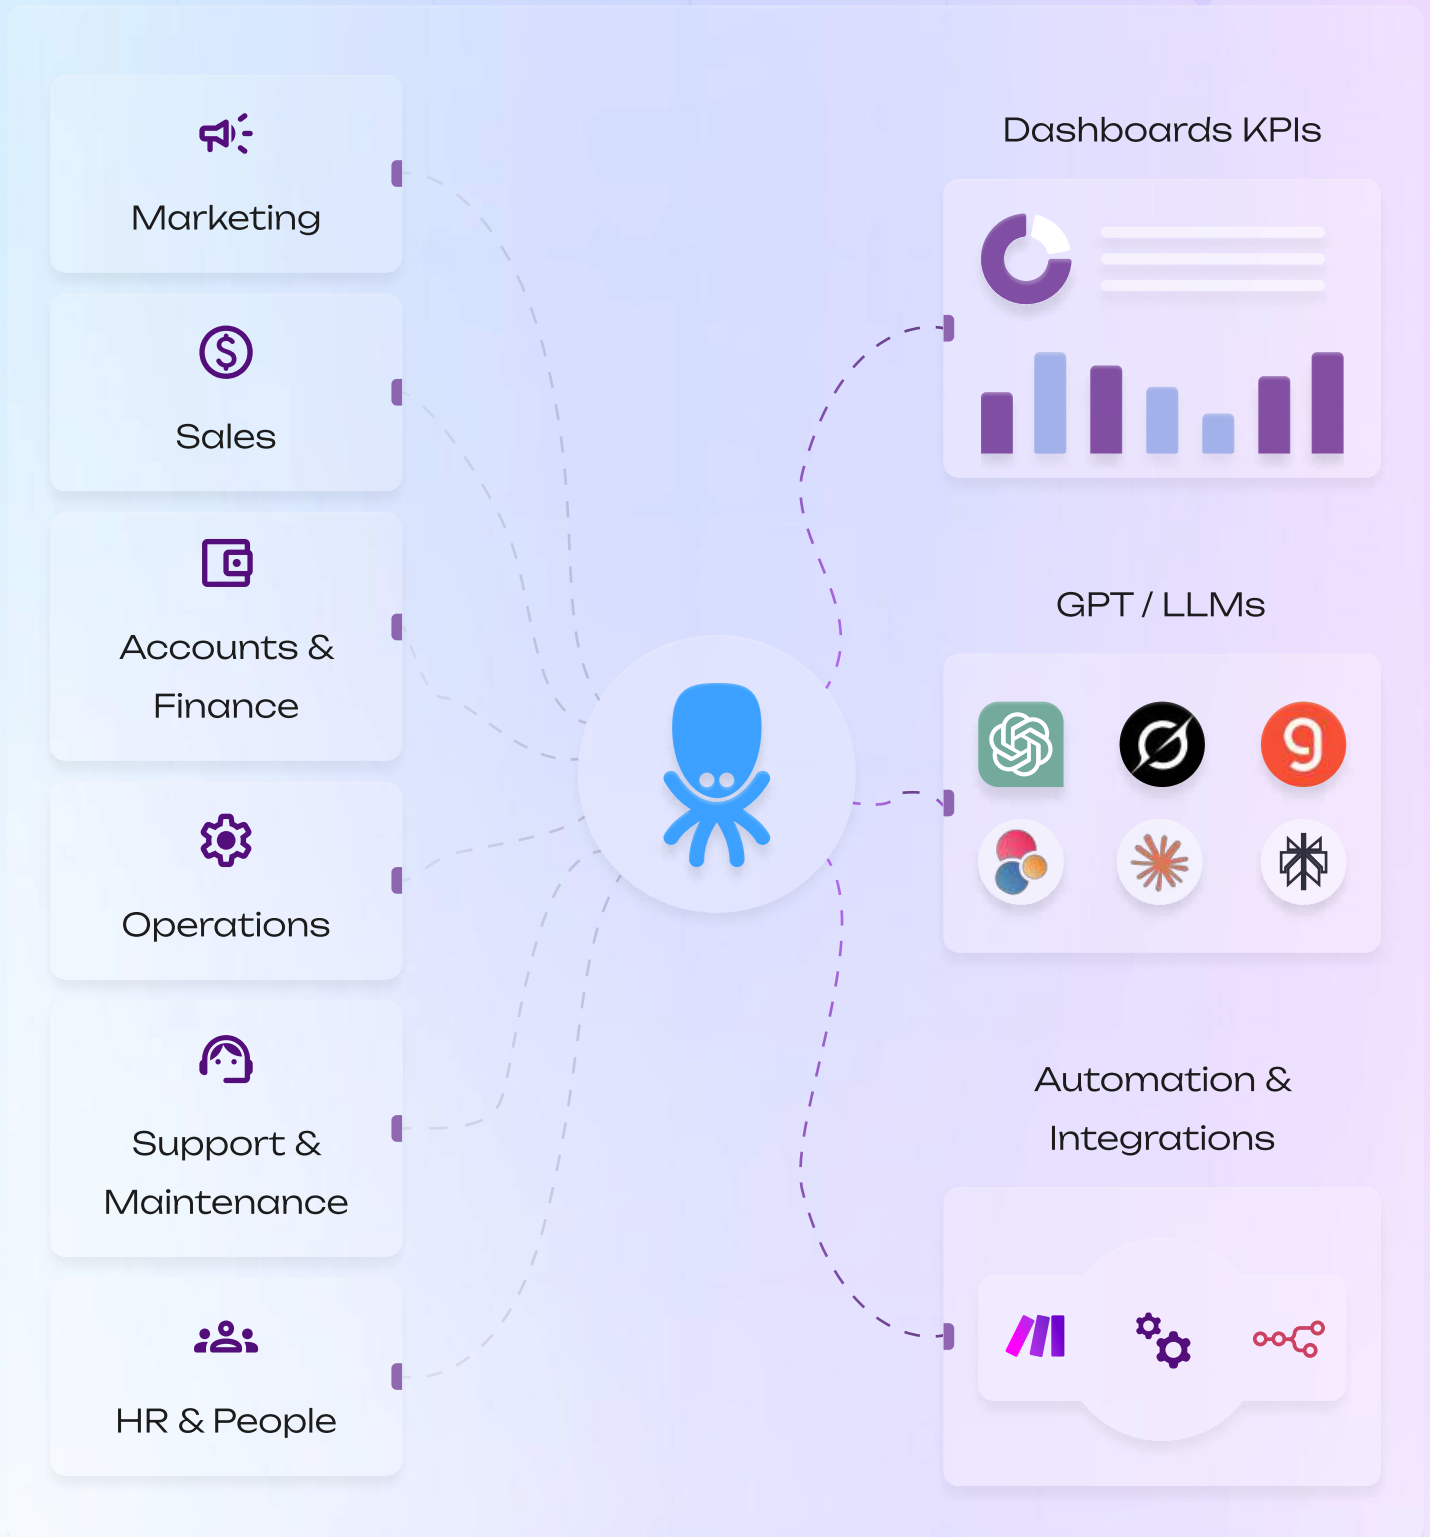 Marketing
Sales
Accounts &
Finance
Operations
Support &
Maintenance
HR & People
Dashboards KPIs
GPT / LLMs
Automation &
Integrations